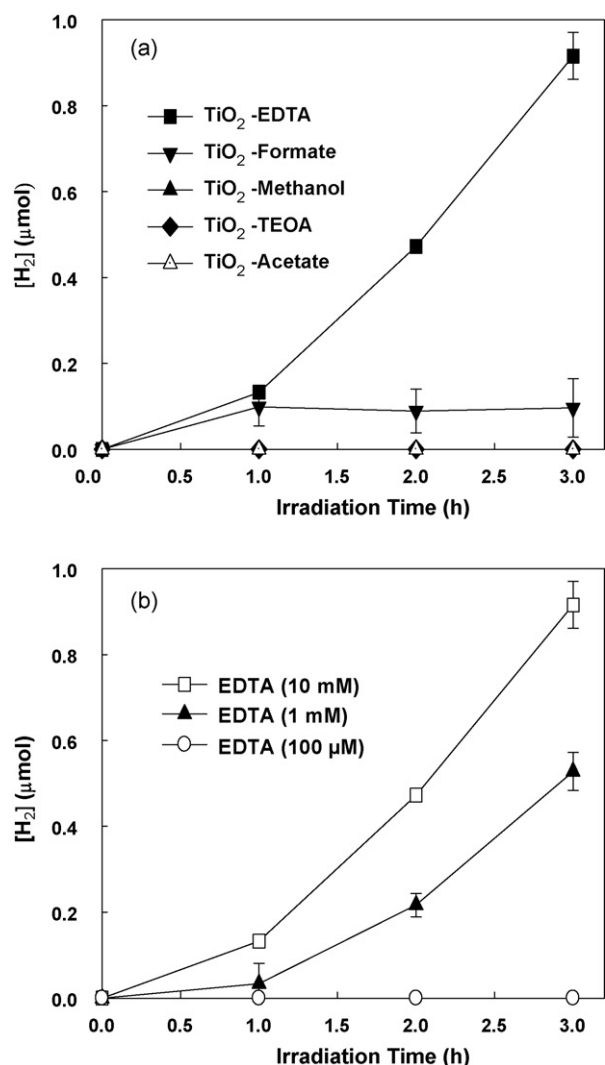 (a)
TiO2 -EDTA
TiO2 -Formate
TiO2 -Methanol
TiO2 -TEOA
TiO2 -Acetate
[H2] (μmol)
1.0
0.8
0.6
0.4
0.2
0.0
0.0 0.5 1.0 1.5 2.0 2.5 3.0
Irradiation Time (h)
(b)
EDTA (10 mM)
EDTA (1 mM)
EDTA (100 μM)
[H2] (μmol)
1.0
0.8
0.6
0.4
0.2
0.0
0.0 0.5 1.0 1.5 2.0 2.5 3.0
Irradiation Time (h)